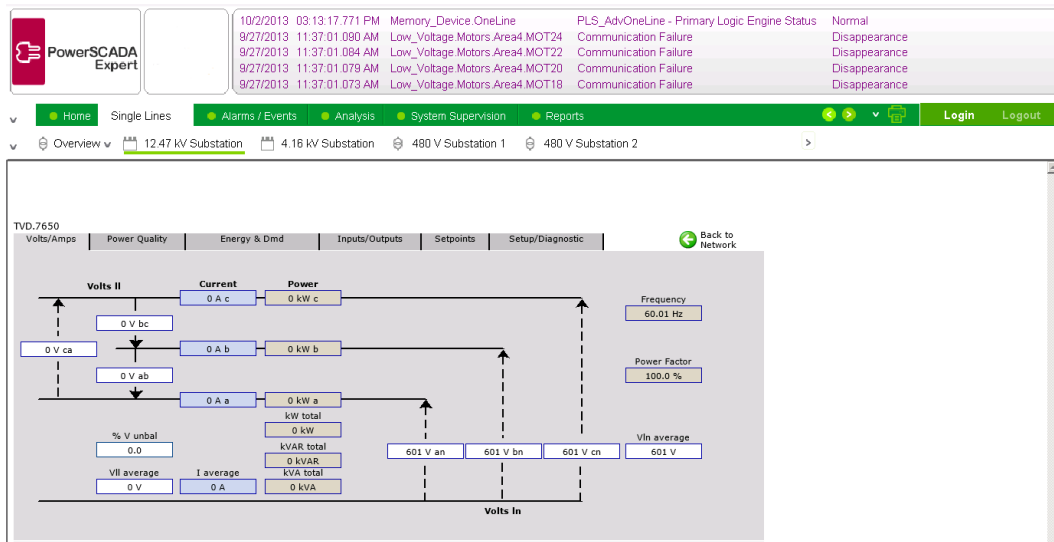 PowerSCADA
Expert
10/2/2013 03:13:17.771 PM Memory_Device.OneLine PLS_AdvOneLine - Primary Logic Engine Status Normal
9/27/2013 11:37:01.090 AM Low_Voltage.Motors.Area4.MOT24 Communication Failure Disappearance
9/27/2013 11:37:01.084 AM Low_Voltage.Motors.Area4.MOT22 Communication Failure Disappearance
9/27/2013 11:37:01.079 AM Low_Voltage.Motors.Area4.MOT20 Communication Failure Disappearance
9/27/2013 11:37:01.073 AM Low_Voltage.Motors.Area4.MOT18 Communication Failure Disappearance
Home Single Lines Alarms / Events Analysis System Supervision Reports Login Logout
Overview 12.47 kV Substation 4.16 kV Substation 480 V Substation 1 480 V Substation 2 >
TVD.7650
Volts/Amps Power Quality Energy & Dmd Inputs/Outputs Setpoints Setup/Diagnostic
Back to
Network
Volts ll Current Power
0 A c 0 kW c
Frequency
60.01 Hz
0 V bc
0 V ca 0 A b 0 kW b
Power Factor
100.0 %
0 V ab
0 A a 0 kW a
kW total
0 kW
% V unbal
0.0
kVAR total
0 kVAR
601 V an 601 V bn 601 V cn
Vln average
601 V
Vll average I average kVA total
0 V 0 A 0 kVA
Volts ln